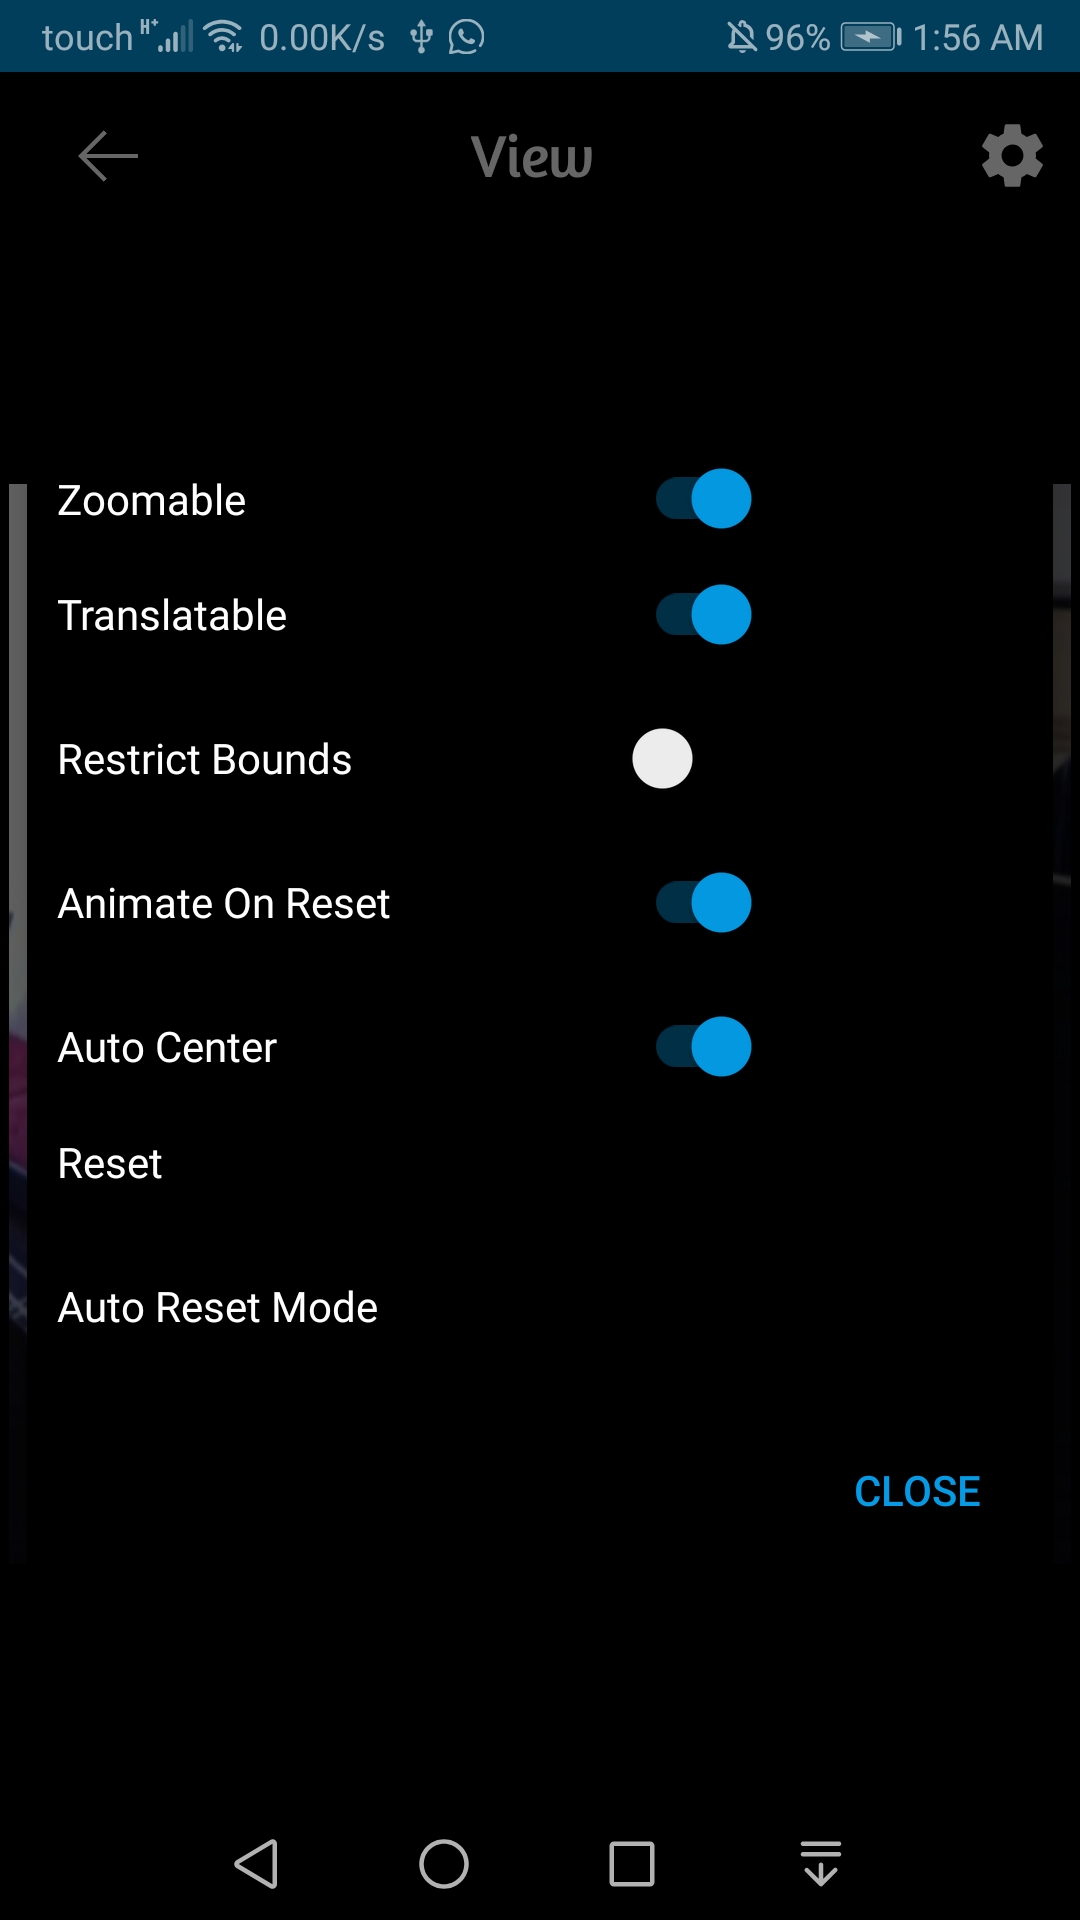 touch H+ 0.00K/s 96% 1:56 AM
View
Zoomable
Translatable
Restrict Bounds
Animate On Reset
Auto Center
Reset
Auto Reset Mode
CLOSE